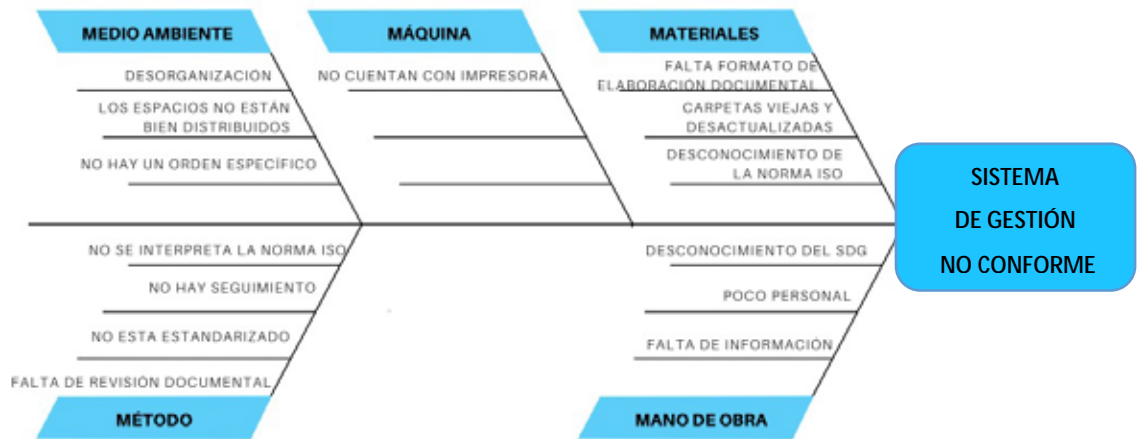 MEDIO AMBIENTE
DESORGANIZACIÓN
LOS ESPACIOS NO ESTÁN
BIEN DISTRIBUIDOS
NO HAY UN ORDEN ESPECÍFICO
MÁQUINA
NO CUENTAN CON IMPRESORA
MATERIALES
FALTA FORMATO DE
ELABORACIÓN DOCUMENTAL
CARPETAS VIEJAS Y
DESACTUALIZADAS
DESCONOCIMIENTO DE
LA NORMA ISO
SISTEMA
DE GESTIÓN
NO CONFORME
NO SE INTERPRETA LA NORMA ISO
NO HAY SEGUIMIENTO
NO ESTA ESTANDARIZADO
FALTA DE REVISIÓN DOCUMENTAL
MÉTODO
DESCONOCIMIENTO DEL SDG
POCO PERSONAL
FALTA DE INFORMACIÓN
MANO DE OBRA